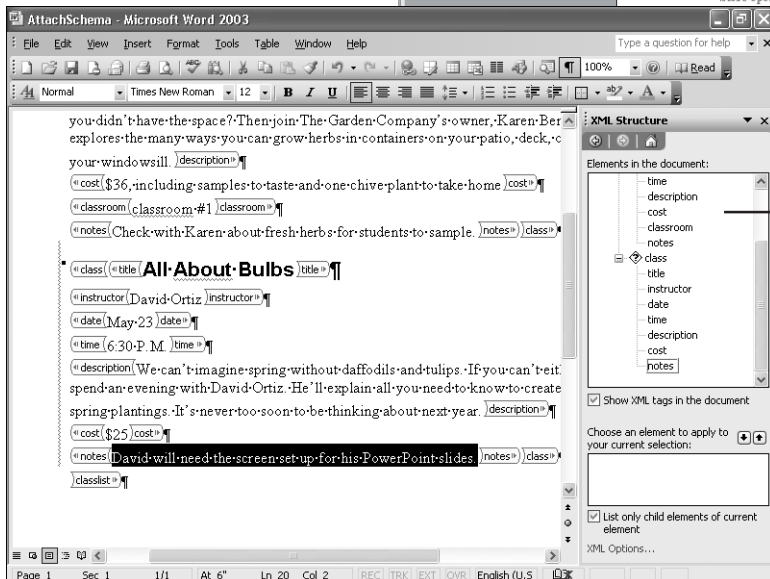 AttachSchema - Microsoft Word 2003
File Edit View Insert Format Tools Table Window Help Type a question for help
100% Read
Normal Times New Roman 12 B I U
you didn't·have·the·space?·Then·join·The·Garden·Company's·owner,·Karen·Ber
explores·the·many·ways·you·can·grow·herbs·in·containers·on·your·patio,·deck,·o
your·windowsill. description ¶
cost $36,·including·samples·to·taste·and·one·chive·plant·to·take·home cost ¶
classroom classroom·#1 classroom ¶
notes Check·with·Karen·about·fresh·herbs·for·students·to·sample. notes class
class title All·About·Bulbs title ¶
instructor David·Ortiz instructor ¶
date May·23 date ¶
time 6:30·P.M. time ¶
description We·can't·imagine·spring·without·daffodils·and·tulips.·If·you·can't·eit
spend·an·evening·with·David·Ortiz.·He'll·explain·all·you·need·to·know·to·create
spring·plantings.·It's·never·too·soon·to·be·thinking·about·next·year. description ¶
cost $25 cost ¶
notes David·will·need·the·screen·set·up·for·his·PowerPoint·slides. notes class
classlist ¶
XML Structure
Elements in the document:
time
description
cost
classroom
notes
class
title
instructor
date
time
description
cost
notes
Show XML tags in the document
Choose an element to apply to
your current selection:
List only child elements of current
element
XML Options...
Page 1 Sec 1 1/1 At 6" Ln 20 Col 2 REC TRK EXT OVR English (U.S